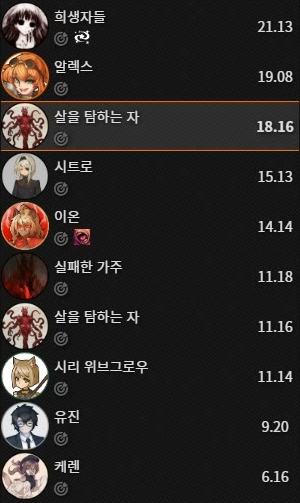 희생자들
21.13
알렉스
19.08
살을 탐하는 자
18.16
시트로
15.13
이온
14.14
실패한 가주
11.18
살을 탐하는 자
11.16
시리 위브그로우
11.14
유진
9.20
케렌
6.16